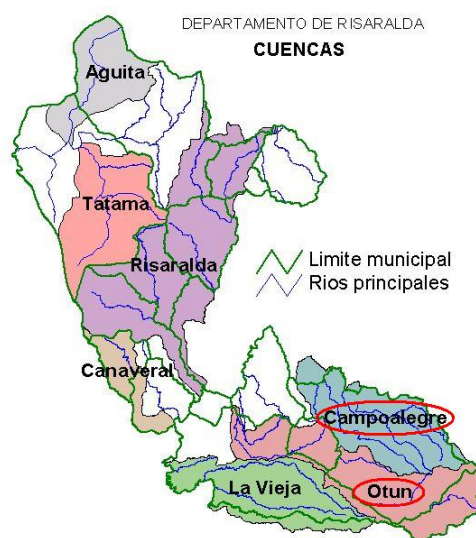 DEPARTAMENTO DE RISARALDA
CUENCAS
Aguita
Tatama
Risaralda
Limite municipal
Rios principales
Canaveral
Campoalegre
La Vieja
Otun